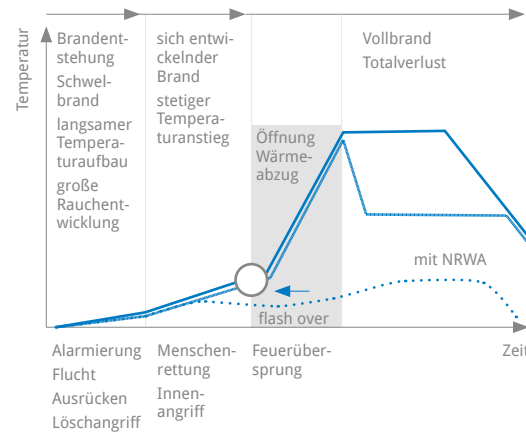 Temperatur
Brandent-
stehung
Schwel-
brand
langsamer
Tempera-
turaufbau
große
Rauchent-
wicklung
sich entwi-
ckelnder
Brand
stetiger
Tempera-
turanstieg
Öffnung
Wärme-
abzug
Vollbrand
Totalverlust
mit NRWA
flash over
Alarmierung
Flucht
Ausrücken
Löschangriff
Menschen-
rettung
Innen-
angriff
Feuerüber-
sprung
Zeit